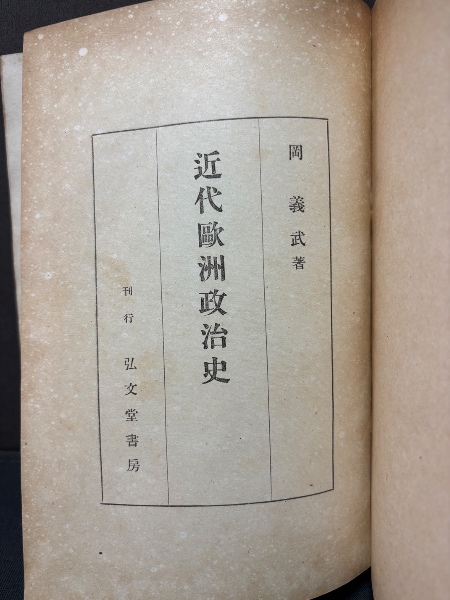 岡義武著
近代歐洲政治史
刊行 弘文堂書房